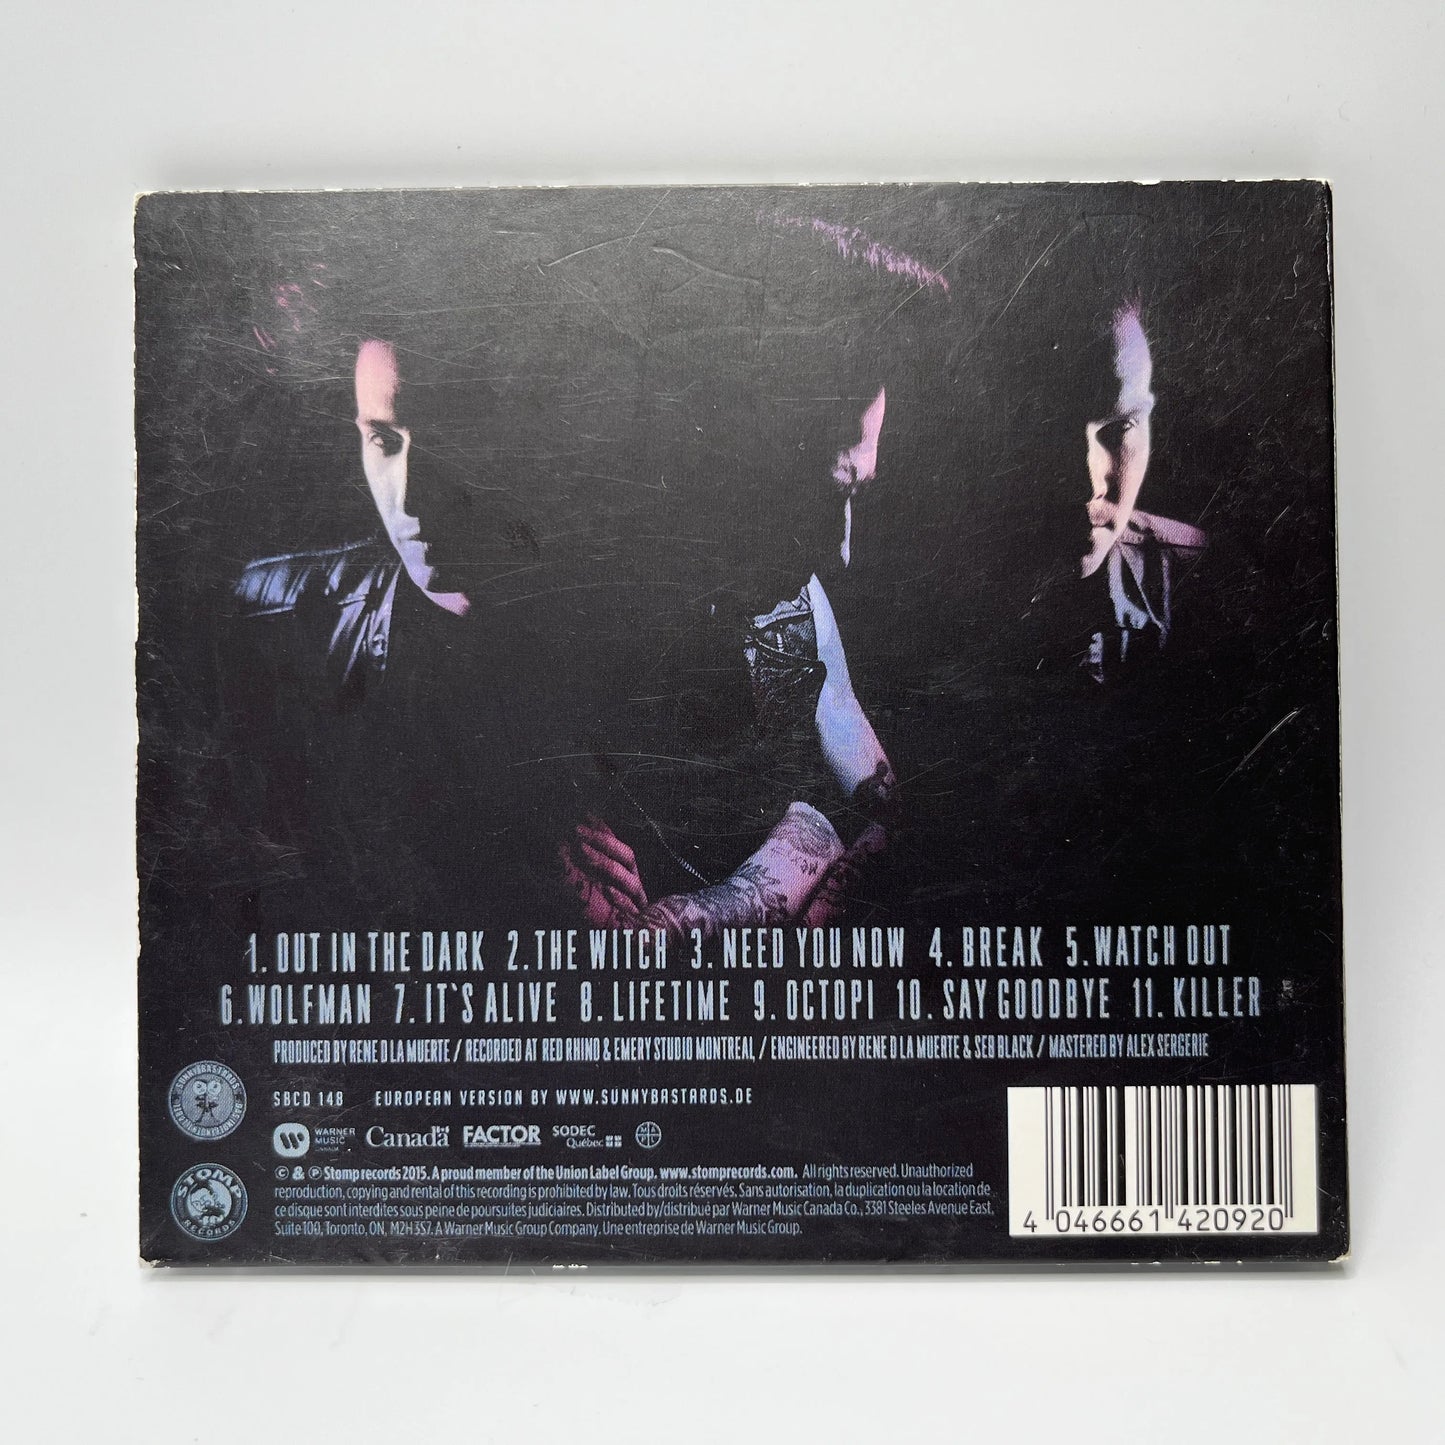 1. OUT IN THE DARK 2. THE WITCH 3. NEED YOU NOW 4. BREAK 5. WATCH OUT
6. WOLFMAN 7. IT`S ALIVE 8. LIFETIME 9. OCTOPI 10. SAY GOODBYE 11. KILLER
PRODUCED BY RENE D LA MUERTE / RECORDED AT RED RHINO & EMERY STUDIO MONTREAL / ENGINEERED BY RENE D LA MUERTE & SEB BLACK / MASTERED BY ALEX SERGERIE
SUNNYBASTARDS
SBCD 148 EUROPEAN VERSION BY WWW.SUNNYBASTARDS.DE
WARNER MUSIC CANADA Canada FACTOR SODEC Québec
STOMP RECORDS
© & ℗ Stomp records 2015. A proud member of the Union Label Group. www.stomprecords.com. All rights reserved. Unauthorized
reproduction, copying and rental of this recording is prohibited by law. Tous droits réservés. Sans autorisation, la duplication ou la location de
ce disque sont interdites sous peine de poursuites judiciaires. Distributed by/distribué par Warner Music Canada Co., 3381 Steeles Avenue East,
Suite 100, Toronto, ON, M2H 3S7. A Warner Music Group Company. Une entreprise de Warner Music Group.
4 046661 420920